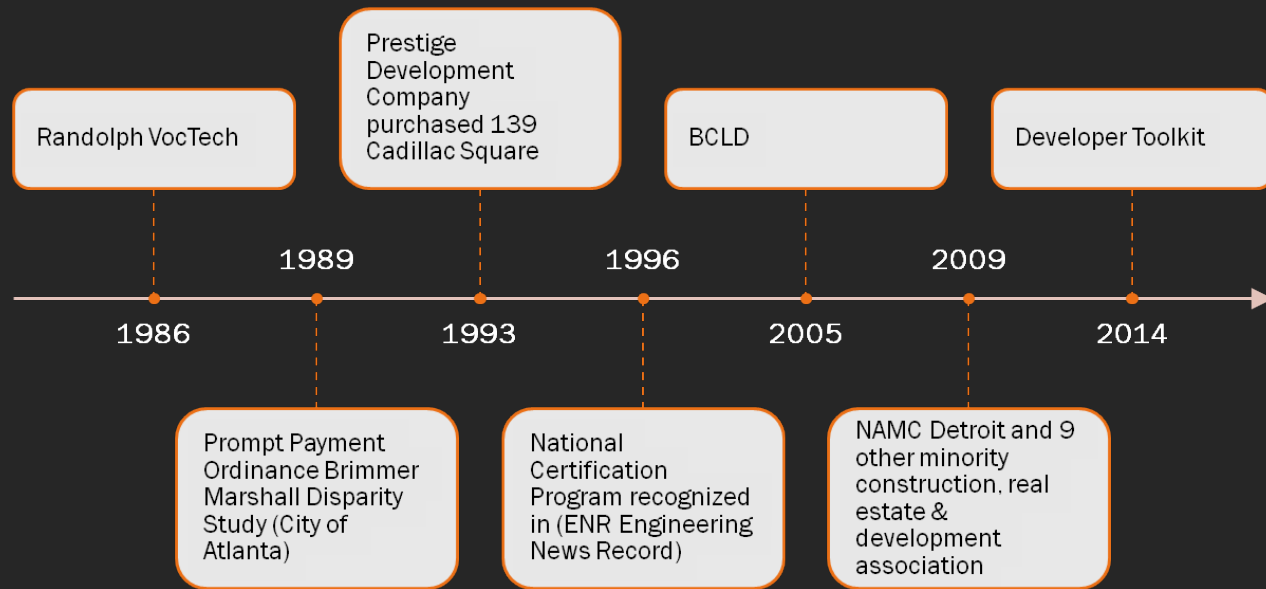 Randolph VocTech
1986
Prompt Payment
Ordinance Brimmer
Marshall Disparity
Study (City of
Atlanta)
1989
Prestige
Development
Company
purchased 139
Cadillac Square
1993
National
Certification
Program recognized
in (ENR Engineering
News Record)
1996
BCLD
2005
NAMC Detroit and 9
other minority
construction, real
estate &
development
association
2009
Developer Toolkit
2014